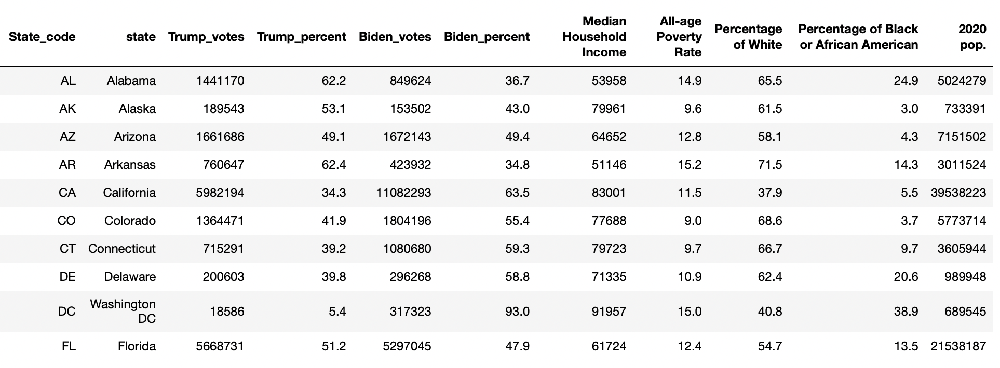 State_code state Trump_votes Trump_percent Biden_votes Biden_percent Median Household Income All-age Poverty Rate Percentage of White Percentage of Black or African American 2020 pop.
AL Alabama 1441170 62.2 849624 36.7 53958 14.9 65.5 24.9 5024279
AK Alaska 189543 53.1 153502 43.0 79961 9.6 61.5 3.0 733391
AZ Arizona 1661686 49.1 1672143 49.4 64652 12.8 58.1 4.3 7151502
AR Arkansas 760647 62.4 423932 34.8 51146 15.2 71.5 14.3 3011524
CA California 5982194 34.3 11082293 63.5 83001 11.5 37.9 5.5 39538223
CO Colorado 1364471 41.9 1804196 55.4 77688 9.0 68.6 3.7 5773714
CT Connecticut 715291 39.2 1080680 59.3 79723 9.7 66.7 9.7 3605944
DE Delaware 200603 39.8 296268 58.8 71335 10.9 62.4 20.6 989948
DC Washington DC 18586 5.4 317323 93.0 91957 15.0 40.8 38.9 689545
FL Florida 5668731 51.2 5297045 47.9 61724 12.4 54.7 13.5 21538187